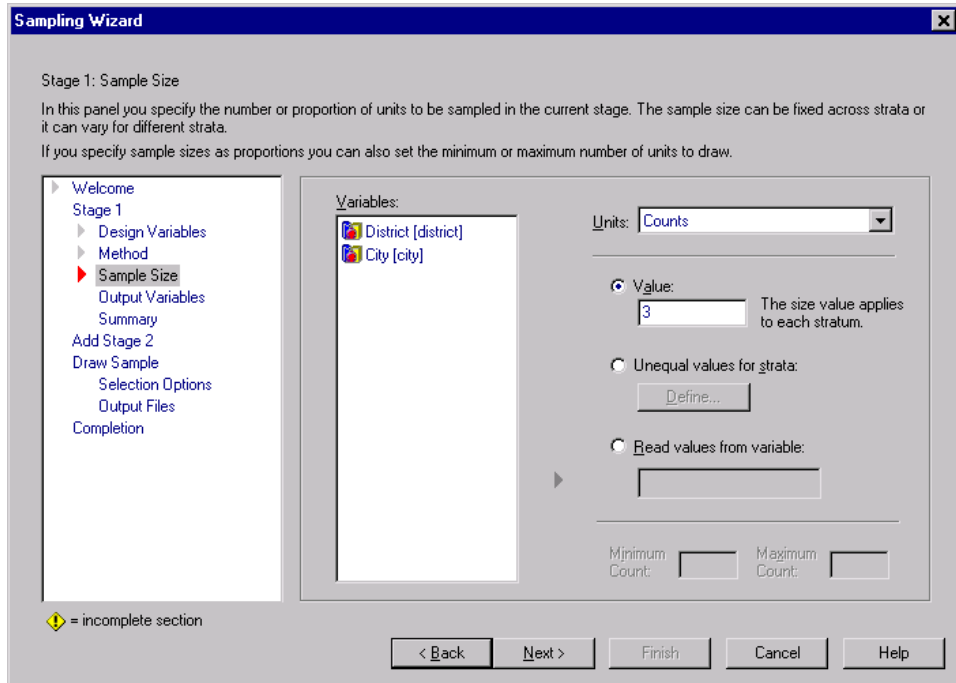 Sampling Wizard
Stage 1: Sample Size
In this panel you specify the number or proportion of units to be sampled in the current stage. The sample size can be fixed across strata or
it can vary for different strata.
If you specify sample sizes as proportions you can also set the minimum or maximum number of units to draw.
Welcome
Stage 1
Design Variables
Method
Sample Size
Output Variables
Summary
Add Stage 2
Draw Sample
Selection Options
Output Files
Completion
= incomplete section
Variables:
District [district]
City [city]
Units: Counts
Value:
3
The size value applies
to each stratum.
Unequal values for strata:
Define...
Read values from variable:
Minimum
Count:
Maximum
Count:
< Back
Next >
Finish
Cancel
Help